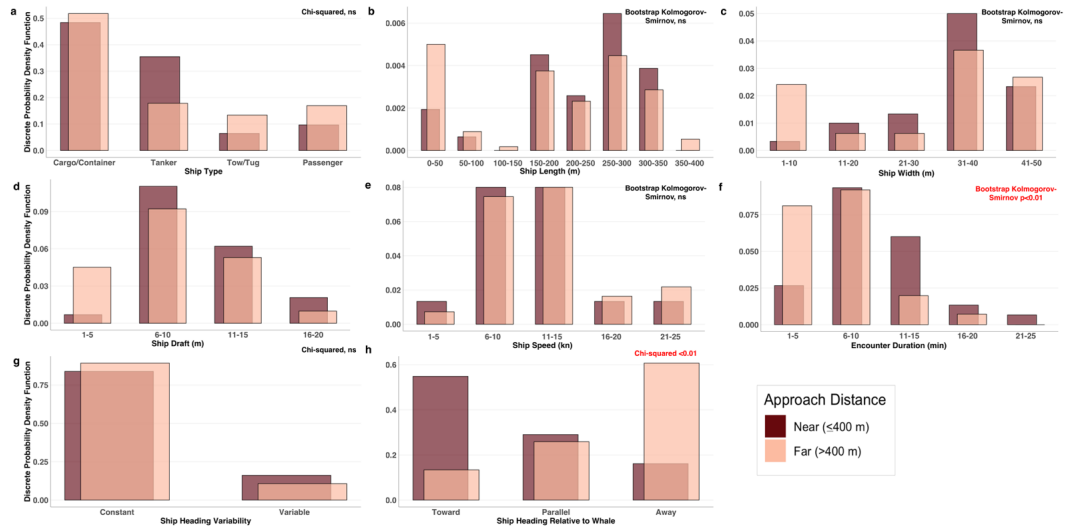 a
Chi-squared, ns
Discrete Probability Density Function
0.5
0.4
0.3
0.2
0.1
0.0
Cargo/Container Tanker Tow/Tug Passenger
Ship Type
b
Bootstrap Kolmogorov-
Smirnov, ns
0.006
0.004
0.002
0.000
0-50 50-100 100-150 150-200 200-250 250-300 300-350 350-400
Ship Length (m)
c
Bootstrap Kolmogorov-
Smirnov, ns
0.05
0.04
0.03
0.02
0.01
0.00
1-10 11-20 21-30 31-40 41-50
Ship Width (m)
d
Discrete Probability Density Function
0.09
0.06
0.03
0.00
1-5 6-10 11-15 16-20
Ship Draft (m)
e
Bootstrap Kolmogorov-
Smirnov, ns
0.08
0.06
0.04
0.02
0.00
1-5 6-10 11-15 16-20 21-25
Ship Speed (kn)
f
Bootstrap Kolmogorov-
Smirnov p<0.01
0.075
0.050
0.025
0.000
1-5 6-10 11-15 16-20 21-25
Encounter Duration (min)
g
Chi-squared, ns
Discrete Probability Density Function
0.75
0.50
0.25
0.00
Constant Variable
Ship Heading Variability
h
Chi-squared <0.01
0.6
0.4
0.2
0.0
Toward Parallel Away
Ship Heading Relative to Whale
Approach Distance
Near (≤400 m)
Far (>400 m)